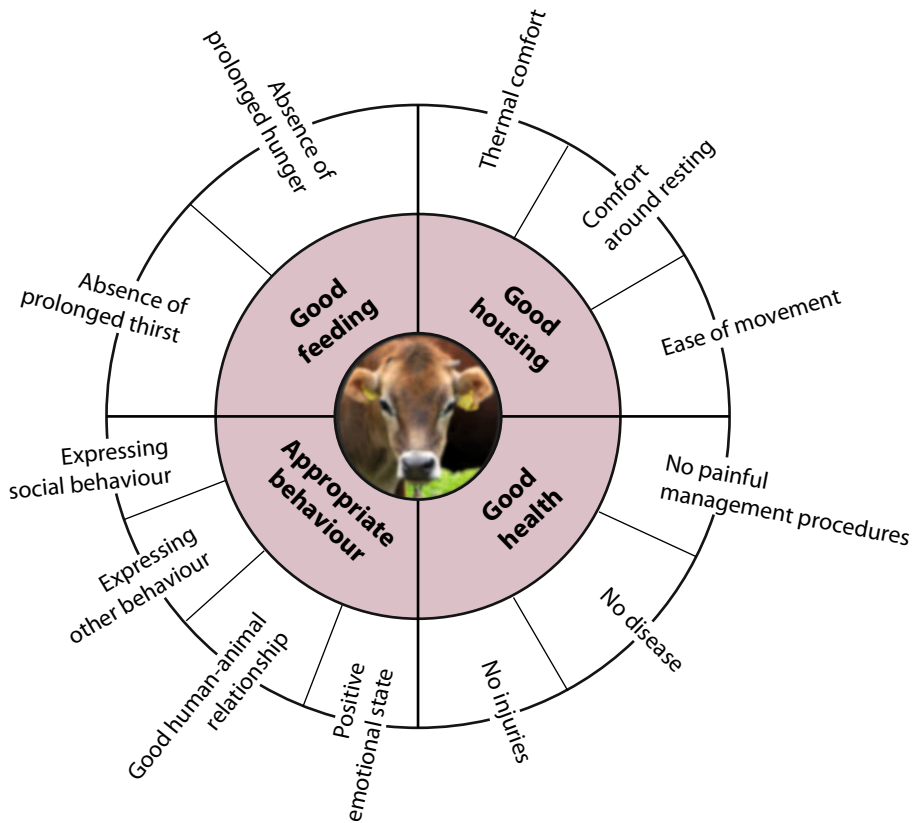 Absence of
prolonged hunger
Thermal comfort
Comfort
around resting
Ease of movement
Absence of
prolonged thirst
Good
feeding
Good
housing
Appropriate
behaviour
Good
health
Expressing
social behaviour
Expressing
other behaviour
Good human-animal
relationship
Positive
emotional state
No injuries
No disease
No painful
management procedures